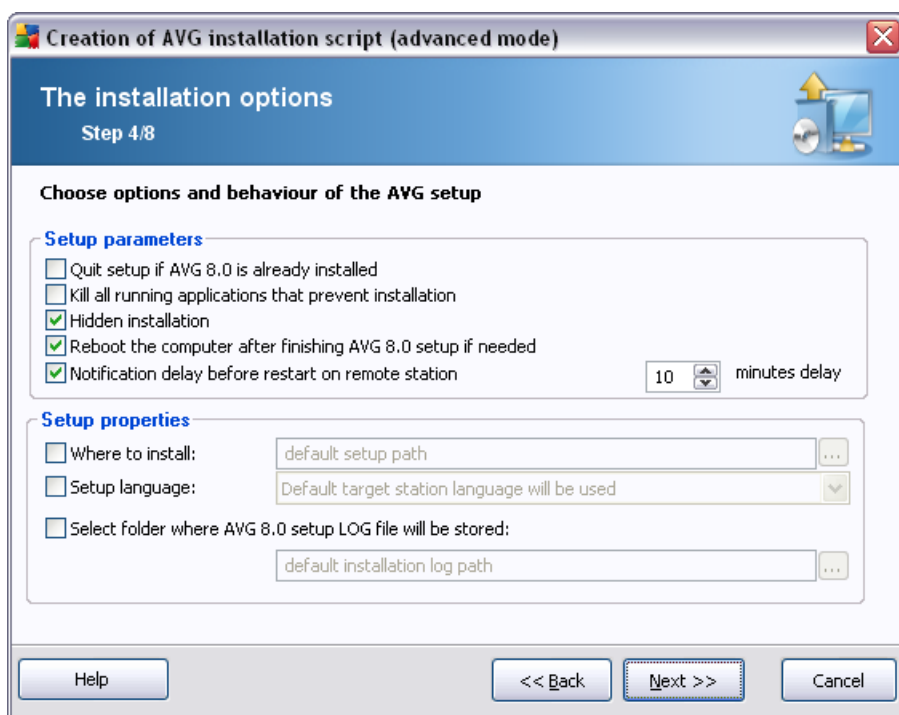 Creation of AVG installation script (advanced mode)
The installation options
Step 4/8
Choose options and behaviour of the AVG setup
Setup parameters
Quit setup if AVG 8.0 is already installed
Kill all running applications that prevent installation
Hidden installation
Reboot the computer after finishing AVG 8.0 setup if needed
Notification delay before restart on remote station 10 minutes delay
Setup properties
Where to install: default setup path ...
Setup language: Default target station language will be used
Select folder where AVG 8.0 setup LOG file will be stored:
default installation log path ...
Help << Back Next >> Cancel